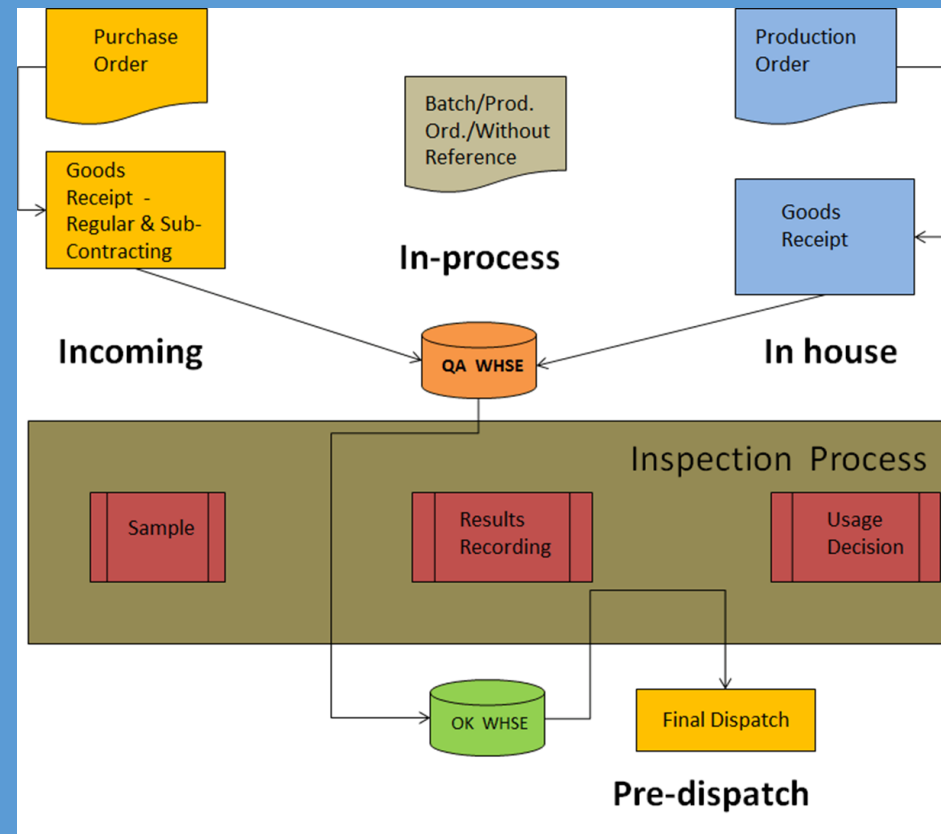 Purchase
Order
Production
Order
Batch/Prod.
Ord./Without
Reference
Goods
Receipt -
Regular & Sub-
Contracting
Goods
Receipt
In-process
Incoming
QA WHSE
In house
Inspection Process
Sample
Results
Recording
Usage
Decision
OK WHSE
Final Dispatch
Pre-dispatch